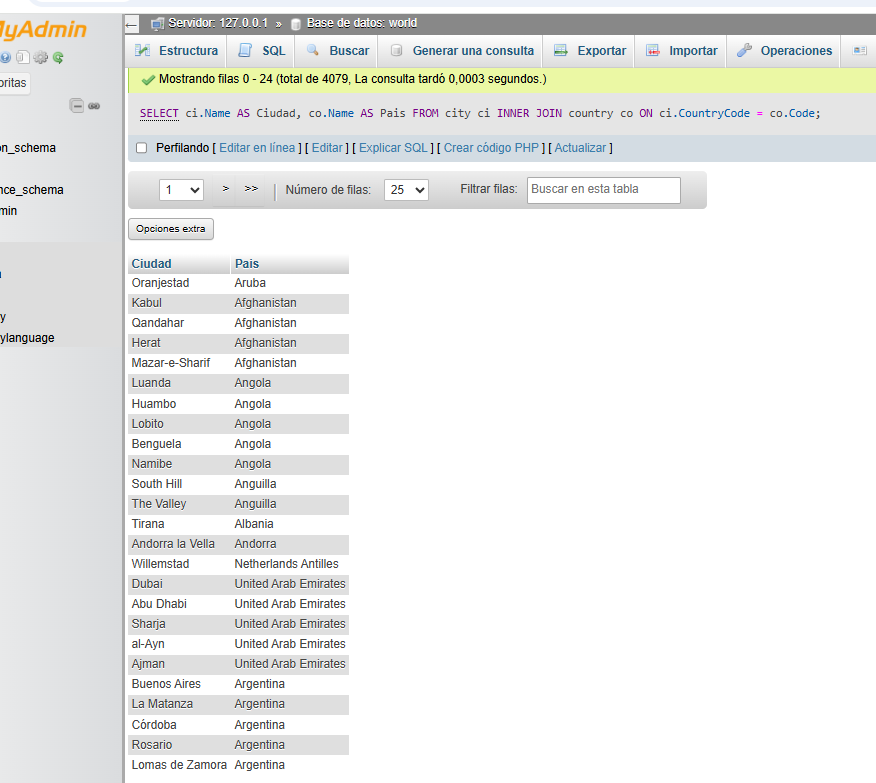 MyAdmin
oritas
on_schema
nce_schema
min
y
ylanguage
Servidor: 127.0.0.1 » Base de datos: world
Estructura SQL Buscar Generar una consulta Exportar Importar Operaciones
Mostrando filas 0 - 24 (total de 4079, La consulta tardó 0,0003 segundos.)
SELECT ci.Name AS Ciudad, co.Name AS Pais FROM city ci INNER JOIN country co ON ci.CountryCode = co.Code;
Perfilando [ Editar en línea ] [ Editar ] [ Explicar SQL ] [ Crear código PHP ] [ Actualizar ]
1 > >> | Número de filas: 25 Filtrar filas: Buscar en esta tabla
Opciones extra
Ciudad Pais
Oranjestad Aruba
Kabul Afghanistan
Qandahar Afghanistan
Herat Afghanistan
Mazar-e-Sharif Afghanistan
Luanda Angola
Huambo Angola
Lobito Angola
Benguela Angola
Namibe Angola
South Hill Anguilla
The Valley Anguilla
Tirana Albania
Andorra la Vella Andorra
Willemstad Netherlands Antilles
Dubai United Arab Emirates
Abu Dhabi United Arab Emirates
Sharja United Arab Emirates
al-Ayn United Arab Emirates
Ajman United Arab Emirates
Buenos Aires Argentina
La Matanza Argentina
Córdoba Argentina
Rosario Argentina
Lomas de Zamora Argentina